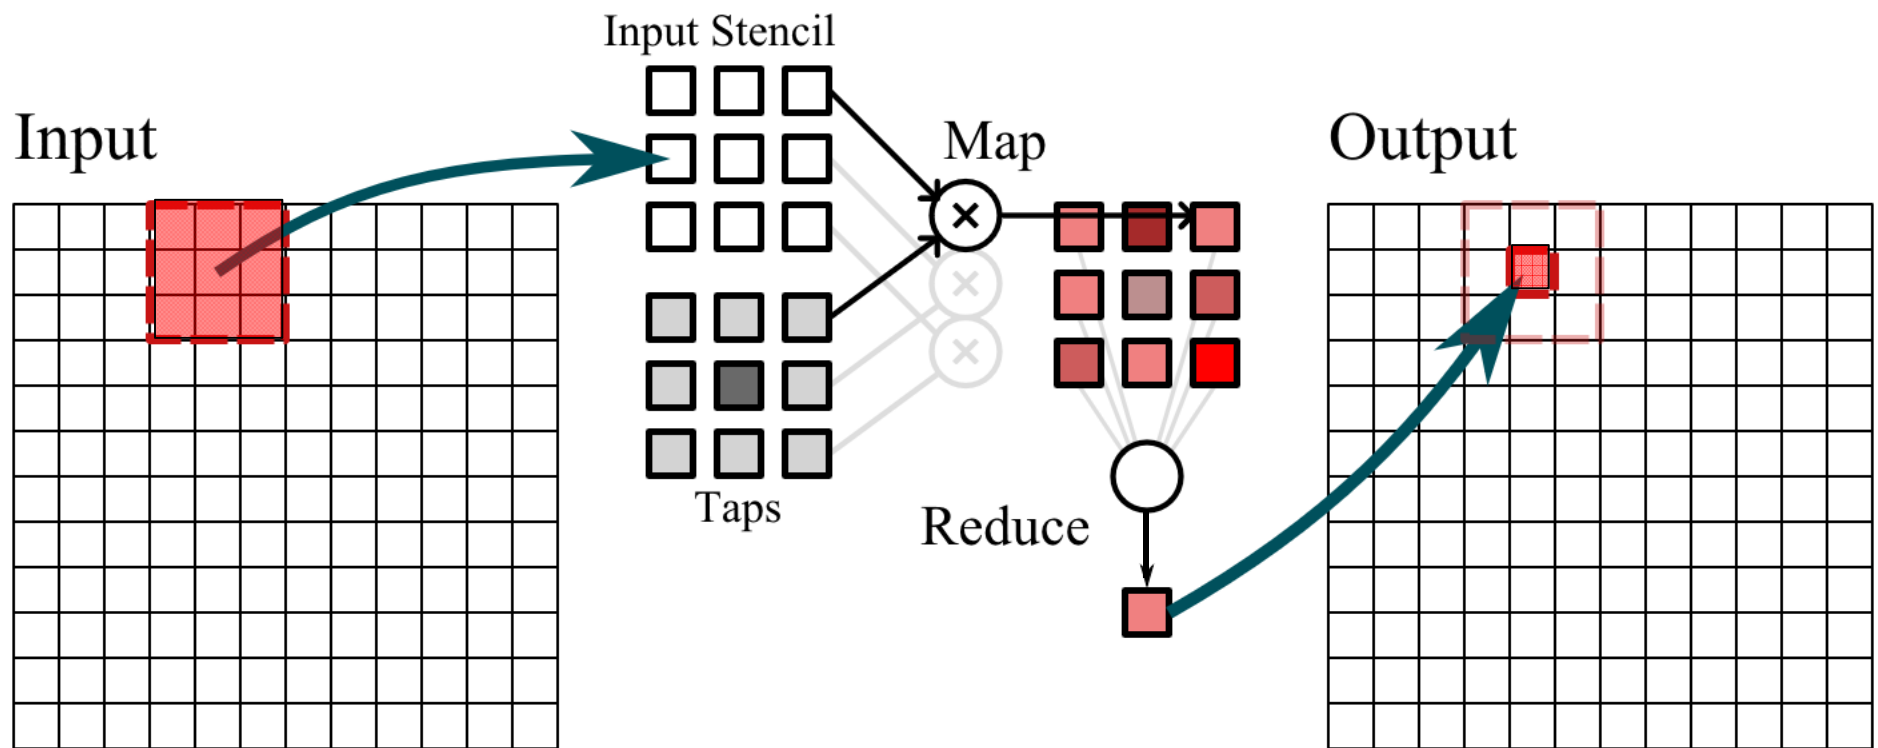 Input Stencil
Input
Map
Output
Taps
Reduce